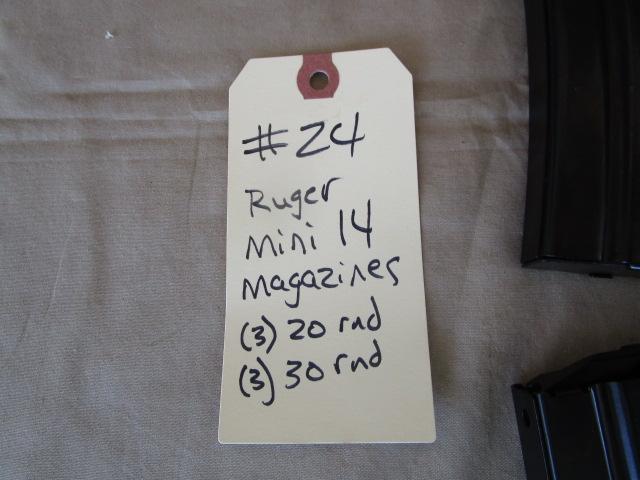 #24
Ruger
Mini 14
Magazines
(3) 20 rnd
(3) 30 rnd